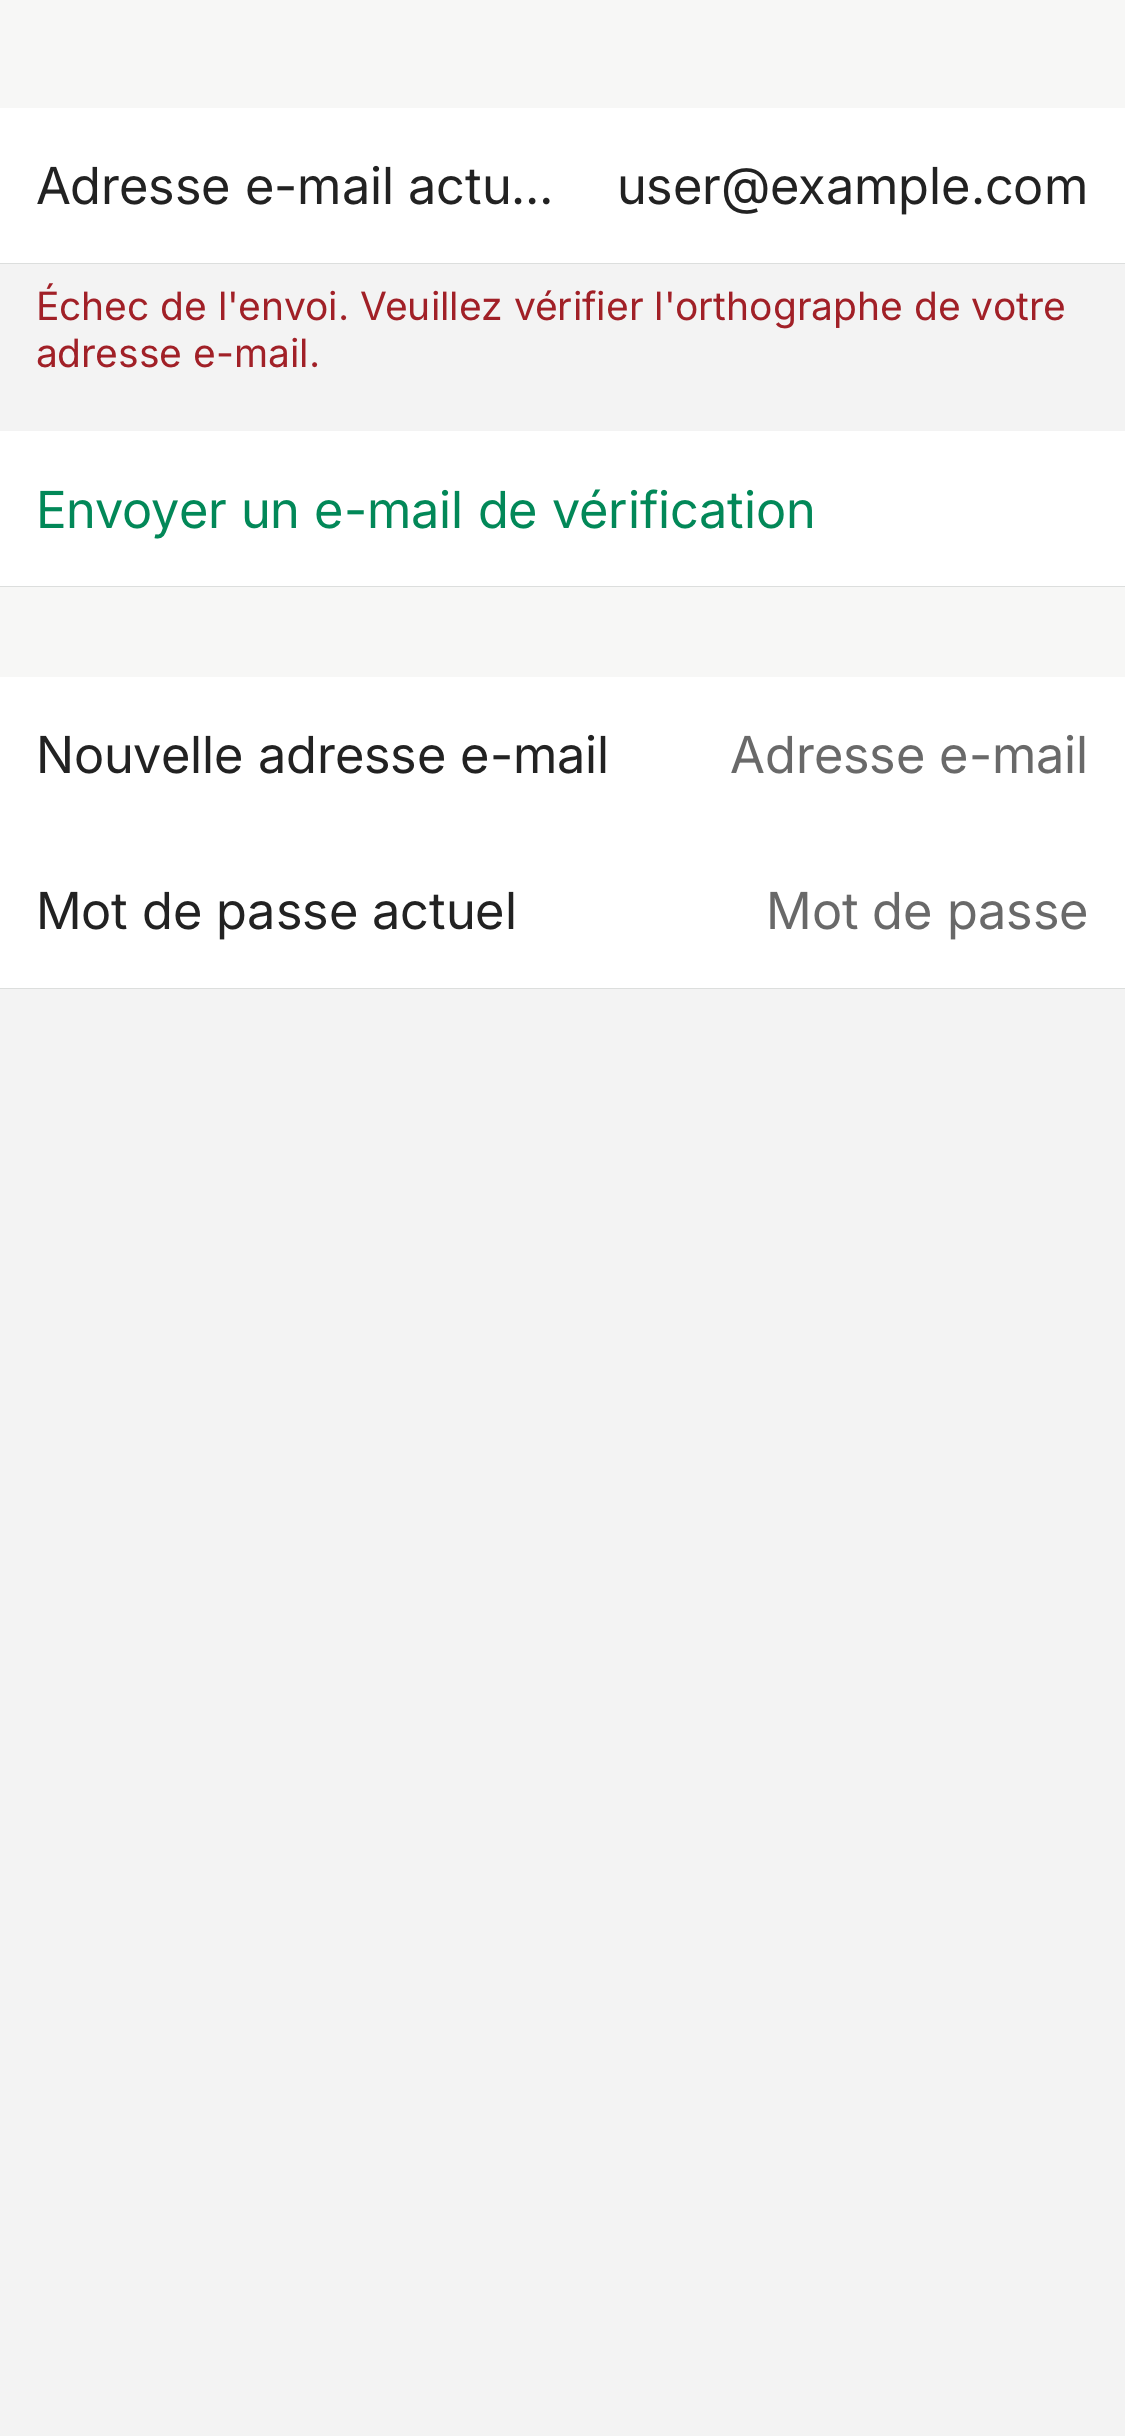 Adresse e-mail actu... user@example.com
Échec de l'envoi. Veuillez vérifier l'orthographe de votre
adresse e-mail.
Envoyer un e-mail de vérification
Nouvelle adresse e-mail Adresse e-mail
Mot de passe actuel Mot de passe